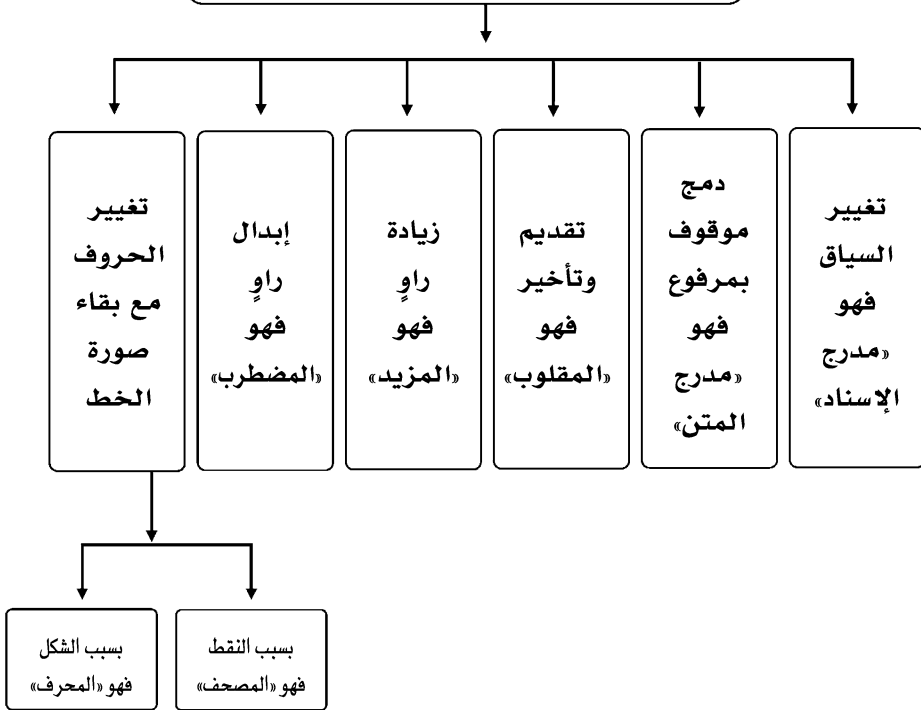 تغيير
السياق
فهو
«مدرج
الإسناد»
دمج
موقوف
بمرفوع
فهو
«مدرج
المتن»
تقديم
وتأخير
فهو
«المقلوب»
زيادة
راوٍ
فهو
«المزيد»
إبدال
راوٍ
فهو
«المضطرب»
تغيير
الحروف
مع بقاء
صورة
الخط
بسبب النقط
فهو «المصحف»
بسبب الشكل
فهو «المحرف»